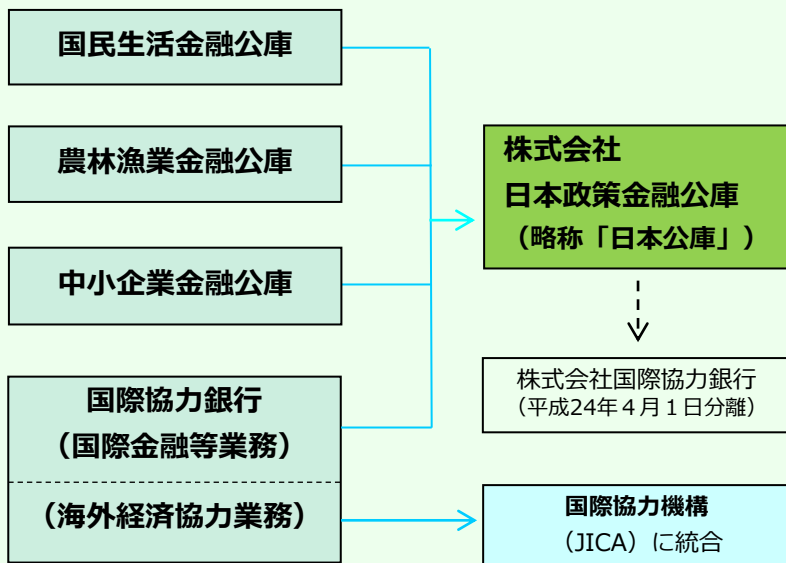 国民生活金融公庫
農林漁業金融公庫
中小企業金融公庫
国際協力銀行
（国際金融等業務）
（海外経済協力業務）
株式会社
日本政策金融公庫
（略称「日本公庫」）
株式会社国際協力銀行
（平成24年４月１日分離）
国際協力機構
（JICA）に統合